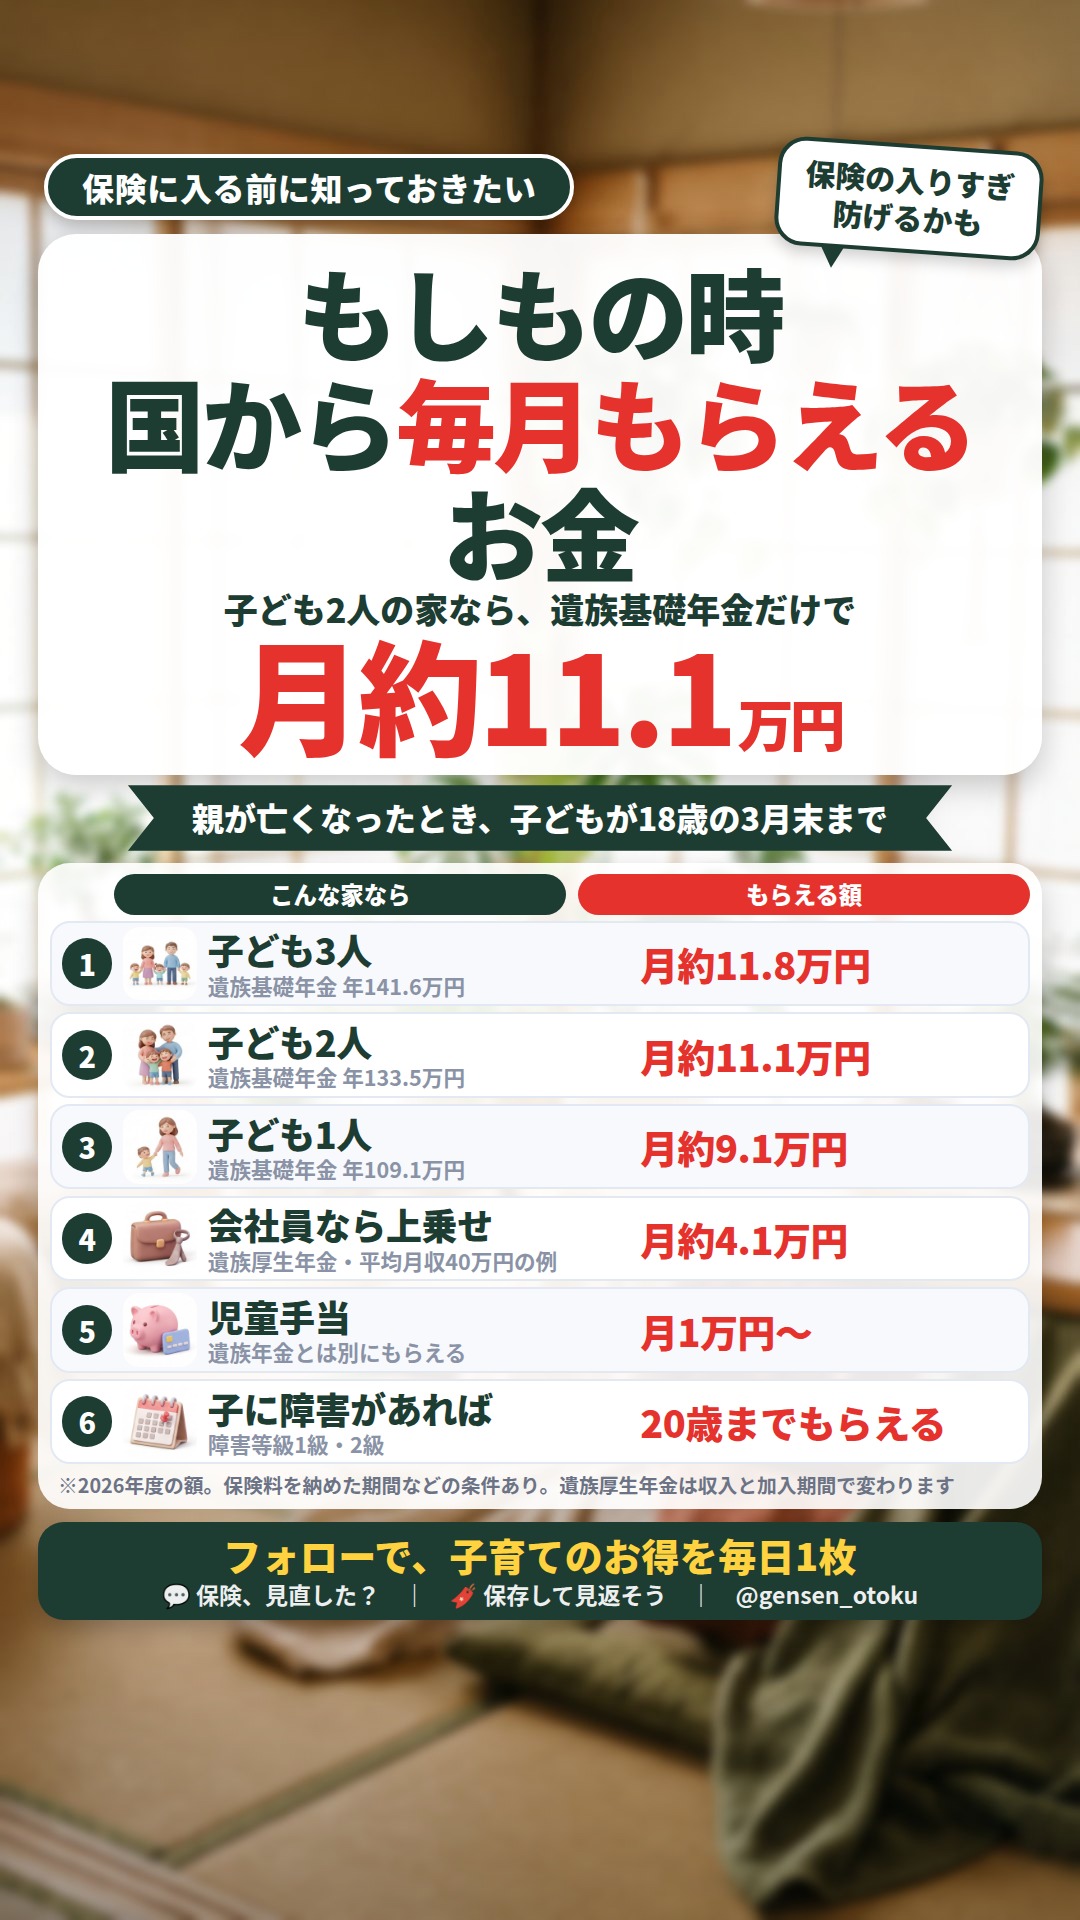 保険に入る前に知っておきたい
保険の入りすぎ
防げるかも
もしもの時
国から毎月もらえる
お金
子ども2人の家なら、遺族基礎年金だけで
月約11.1万円
親が亡くなったとき、子どもが18歳の3月末まで
こんな家なら
もらえる額
1
子ども3人
遺族基礎年金 年141.6万円
月約11.8万円
2
子ども2人
遺族基礎年金 年133.5万円
月約11.1万円
3
子ども1人
遺族基礎年金 年109.1万円
月約9.1万円
4
会社員なら上乗せ
遺族厚生年金・平均月収40万円の例
月約4.1万円
5
児童手当
遺族年金とは別にもらえる
月1万円〜
6
子に障害があれば
障害等級1級・2級
20歳までもらえる
※2026年度の額。保険料を納めた期間などの条件あり。遺族厚生年金は収入と加入期間で変わります
フォローで、子育てのお得を毎日1枚
💬 保険、見直した？ ｜ 🔖 保存して見返そう ｜ @gensen_otoku